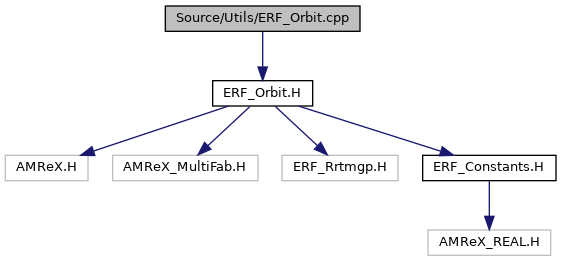 Source/Utils/ERF_Orbit.cpp
ERF_Orbit.H
AMReX.H
AMReX_MultiFab.H
ERF_Rrtmgp.H
ERF_Constants.H
AMReX_REAL.H